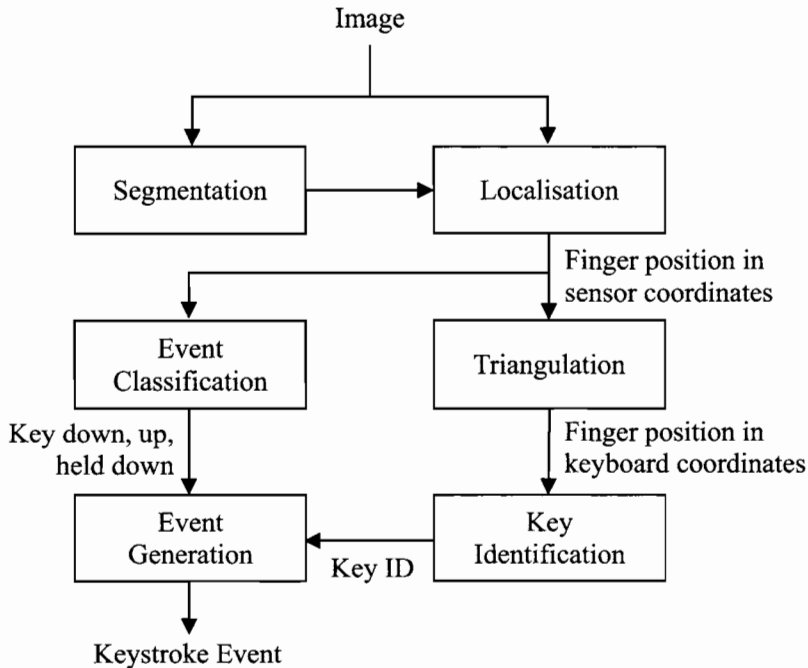 Image
Segmentation
Localisation
Finger position in
sensor coordinates
Event
Classification
Triangulation
Key down, up,
held down
Finger position in
keyboard coordinates
Event
Generation
Key ID
Key
Identification
Keystroke Event